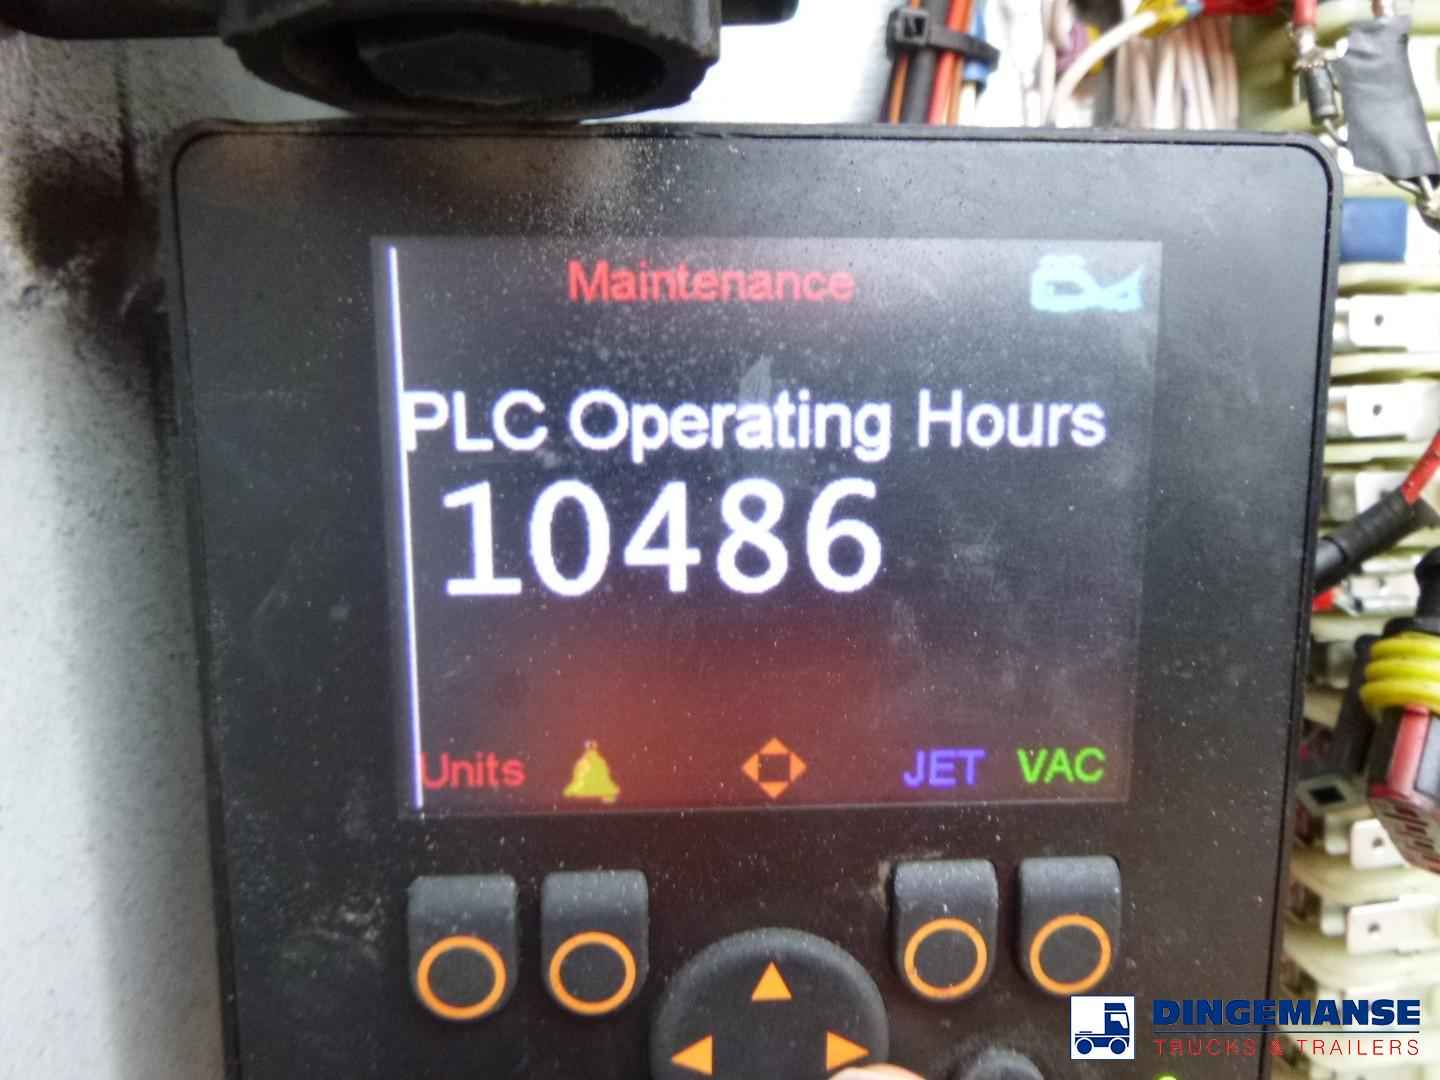 Maintenance
PLC Operating Hours
10486
Units
JET VAC
DINGEMANSE
TRUCKS & TRAILERS